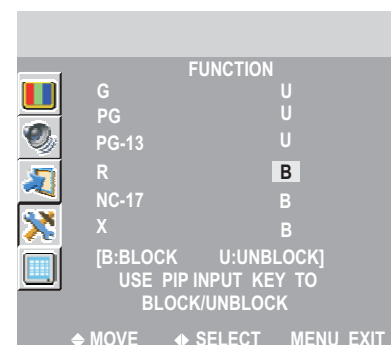 FUNCTION
G U
PG U
PG-13 U
R B
NC-17 B
X B
[B:BLOCK U:UNBLOCK]
USE PIP INPUT KEY TO
BLOCK/UNBLOCK
MOVE SELECT MENU EXIT